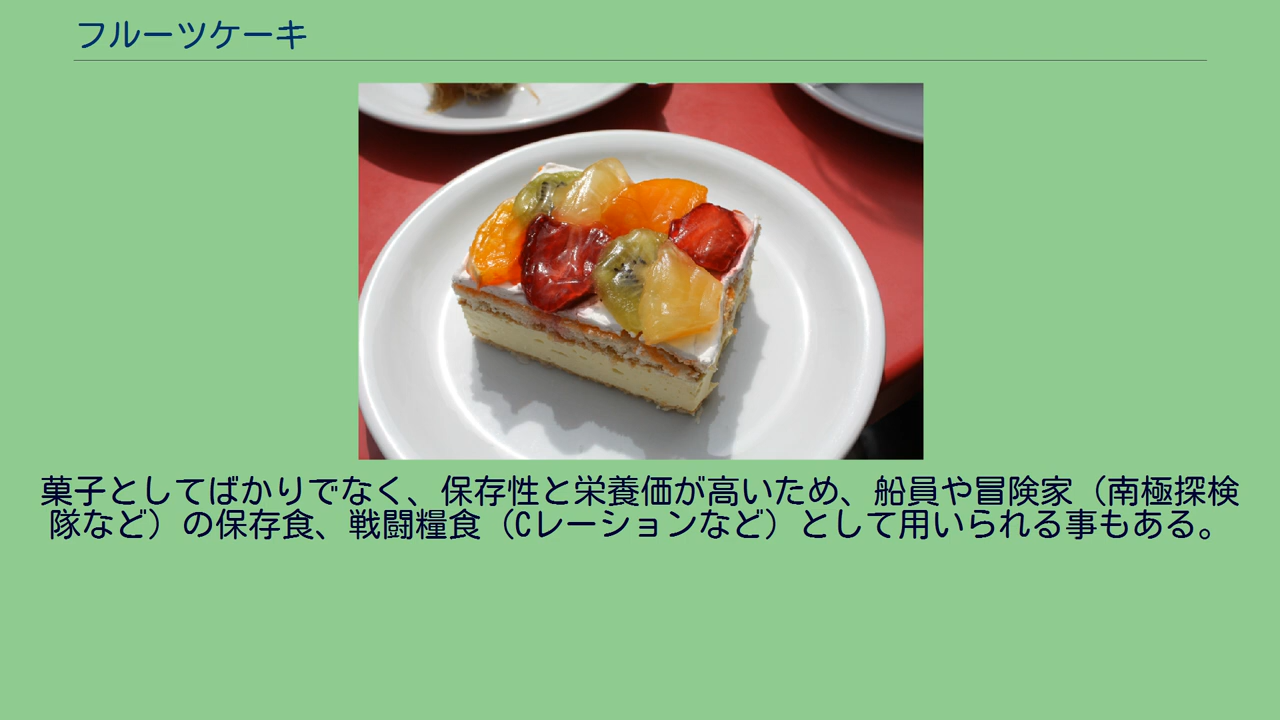 フルーツケーキ
菓子としてばかりでなく、保存性と栄養価が高いため、船員や冒険家（南極探検
隊など）の保存食、戦闘糧食（Cレーションなど）として用いられる事もある。